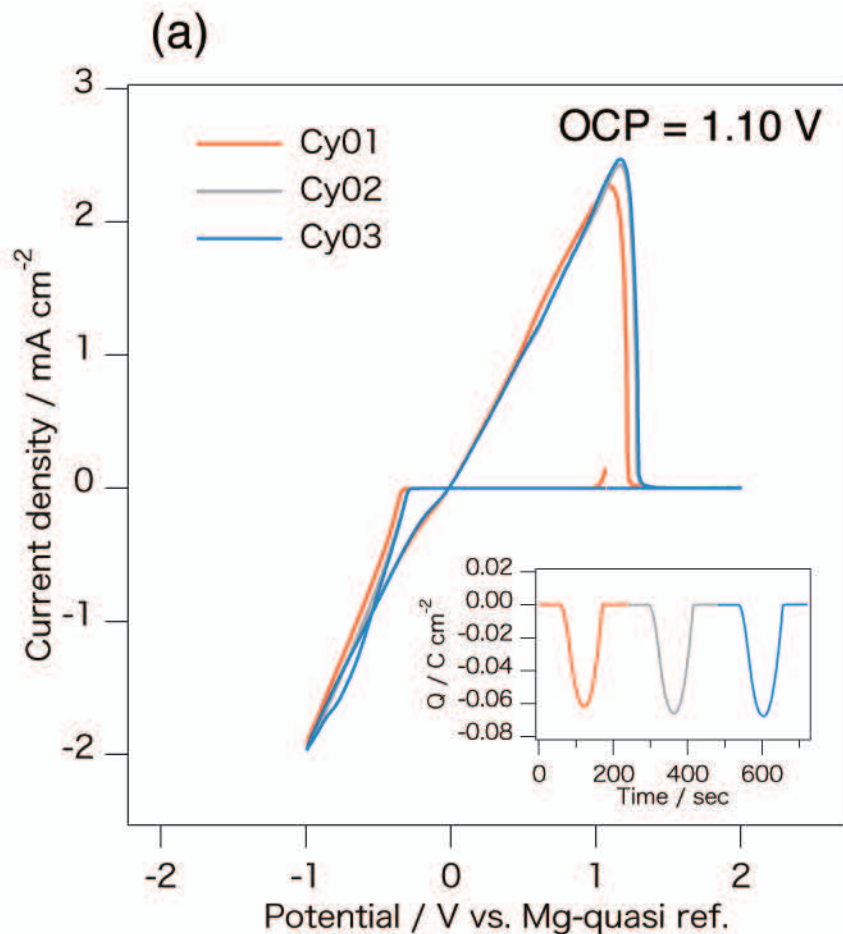 (a)
OCP = 1.10 V
Cy01
Cy02
Cy03
Current density / mA cm-2
3
2
1
0
-1
-2
-2 -1 0 1 2
Potential / V vs. Mg-quasi ref.
Q / C cm-2
0.02
0.00
-0.02
-0.04
-0.06
-0.08
0 200 400 600
Time / sec